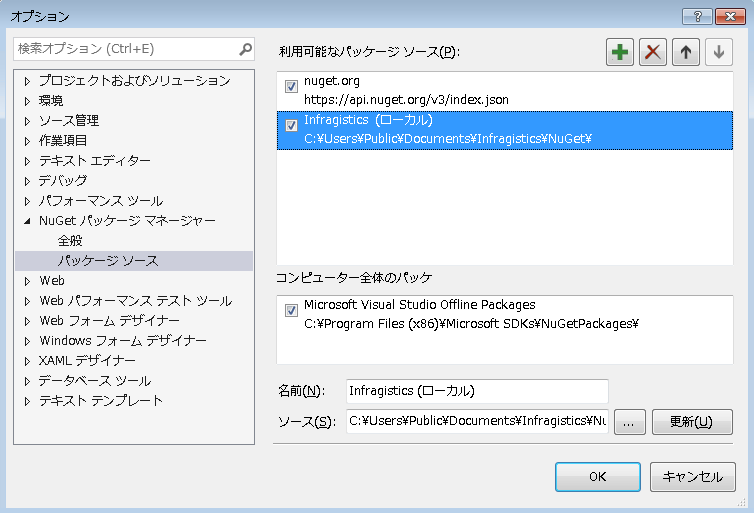 オプション
検索オプション (Ctrl+E)
プロジェクトおよびソリューション
環境
ソース管理
作業項目
テキスト エディター
デバッグ
パフォーマンス ツール
NuGet パッケージ マネージャー
全般
パッケージ ソース
Web
Web パフォーマンス テスト ツール
Web フォーム デザイナー
Windows フォーム デザイナー
XAML デザイナー
データベース ツール
テキスト テンプレート
利用可能なパッケージ ソース(P):
nuget.org
https://api.nuget.org/v3/index.json
Infragistics (ローカル)
C:¥Users¥Public¥Documents¥Infragistics¥NuGet¥
コンピューター全体のパッケ
Microsoft Visual Studio Offline Packages
C:¥Program Files (x86)¥Microsoft SDKs¥NuGetPackages¥
名前(N):
Infragistics (ローカル)
ソース(S):
C:¥Users¥Public¥Documents¥Infragistics¥Nu
...
更新(U)
OK
キャンセル